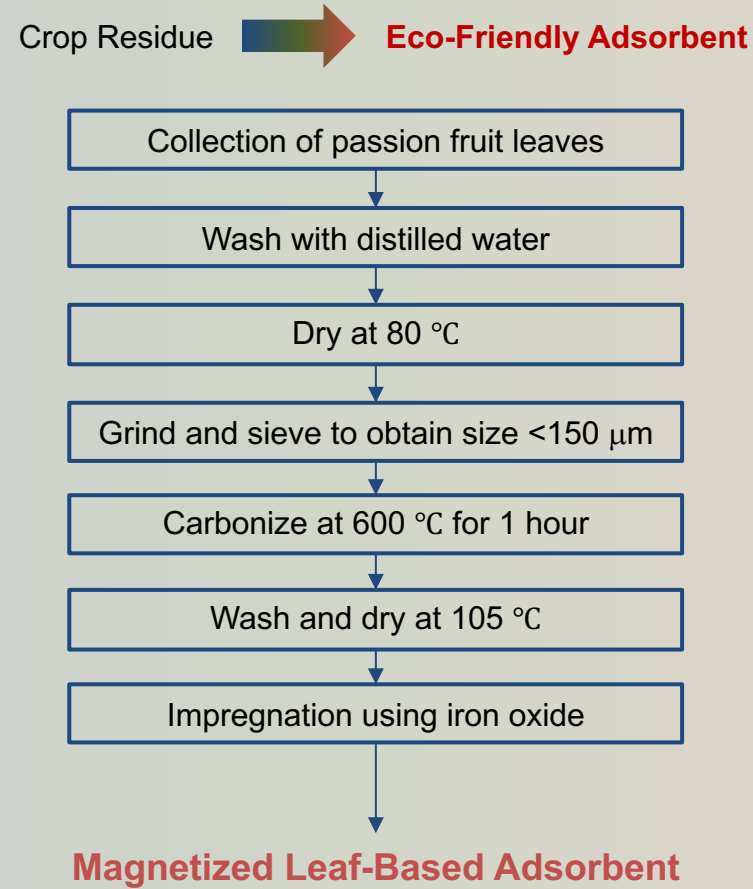 Crop Residue Eco-Friendly Adsorbent
Collection of passion fruit leaves
Wash with distilled water
Dry at 80 ℃
Grind and sieve to obtain size <150 μm
Carbonize at 600 ℃ for 1 hour
Wash and dry at 105 ℃
Impregnation using iron oxide
Magnetized Leaf-Based Adsorbent